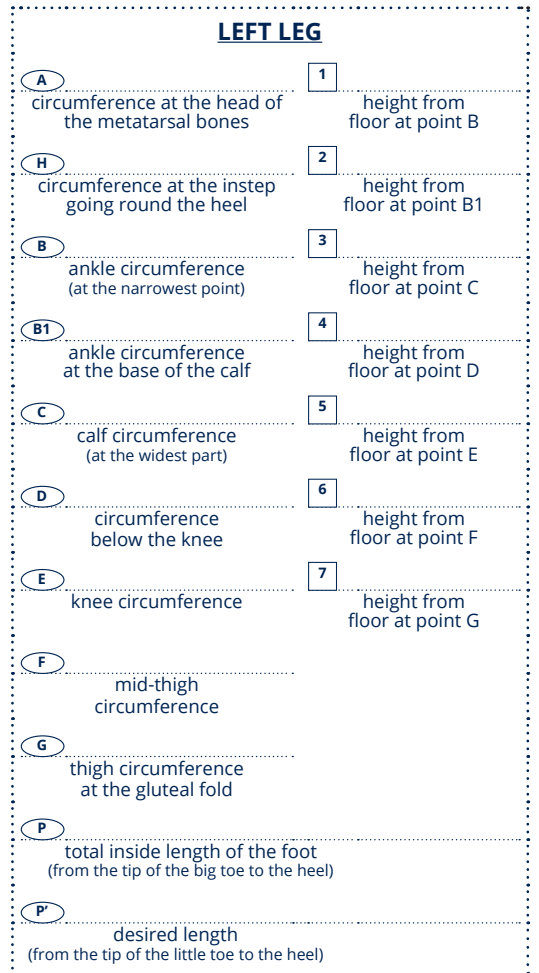 LEFT LEG
A
circumference at the head of
the metatarsal bones
1
height from
floor at point B
H
circumference at the instep
going round the heel
2
height from
floor at point B1
B
ankle circumference
(at the narrowest point)
3
height from
floor at point C
B1
ankle circumference
at the base of the calf
4
height from
floor at point D
C
calf circumference
(at the widest part)
5
height from
floor at point E
D
circumference
below the knee
6
height from
floor at point F
E
knee circumference
7
height from
floor at point G
F
mid-thigh
circumference
G
thigh circumference
at the gluteal fold
P
total inside length of the foot
(from the tip of the big toe to the heel)
P’
desired length
(from the tip of the little toe to the heel)